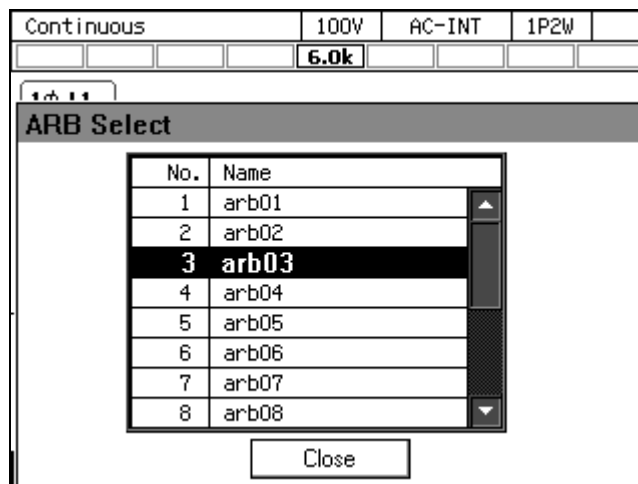 Continuous 100V AC-INT 1P2W
6.0k
ARB Select
No. Name
1 arb01
2 arb02
3 arb03
4 arb04
5 arb05
6 arb06
7 arb07
8 arb08
Close